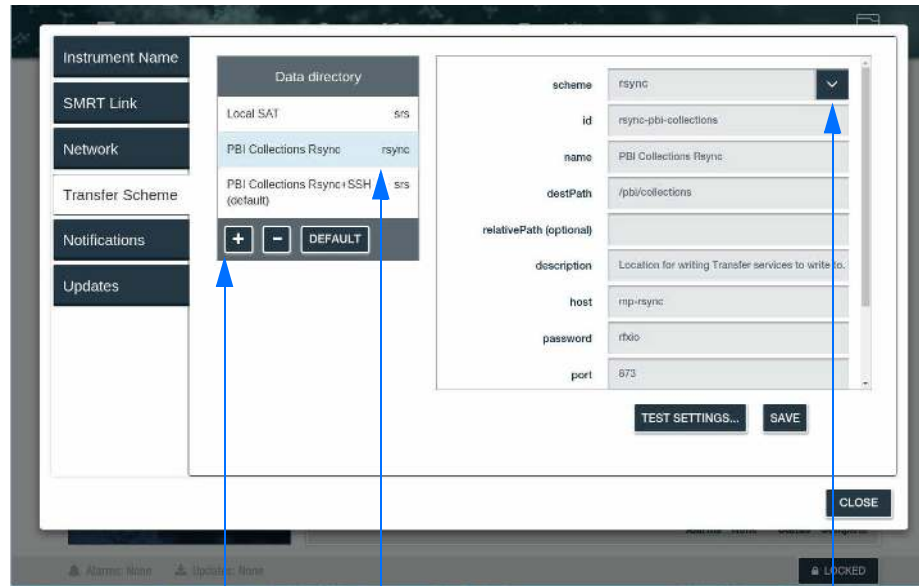 Instrument Name
SMRT Link
Network
Transfer Scheme
Notifications
Updates
Data directory
Local SAT srs
PBI Collections Rsync rsync
PBI Collections Rsync+SSH srs
(default)
+ - DEFAULT
scheme rsync
id rsync-pbi-collections
name PBI Collections Rsync
destPath /pbi/collections
relativePath (optional)
description Location for writing Transfer services to write to.
host mp-rsync
password
port 873
TEST SETTINGS... SAVE
CLOSE
Alarms: None Updates: None
LOCKED